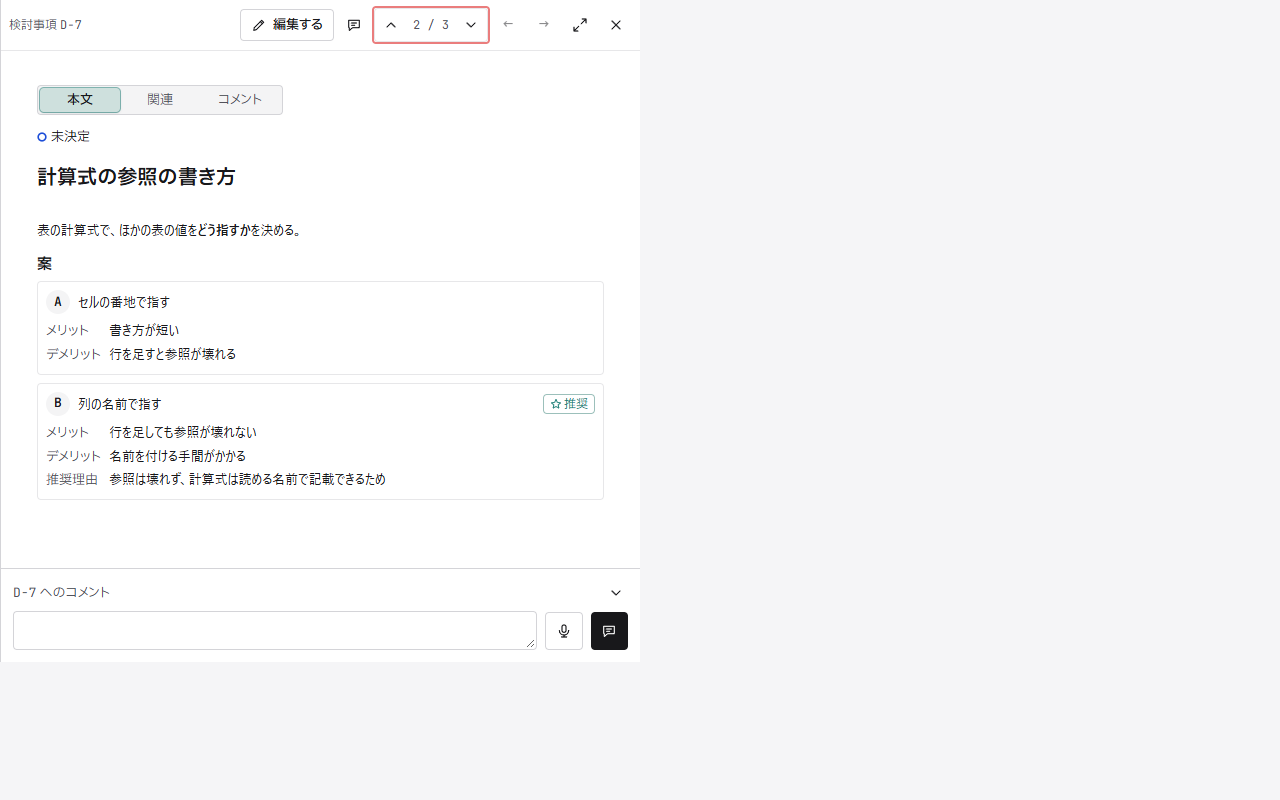 検討事項 D-7
編集する
2 / 3
本文
関連
コメント
未決定
計算式の参照の書き方
表の計算式で、ほかの表の値をどう指すかを決める。
案
A セルの番地で指す
メリット 書き方が短い
デメリット 行を足すと参照が壊れる
B 列の名前で指す 推奨
メリット 行を足しても参照が壊れない
デメリット 名前を付ける手間がかかる
推奨理由 参照は壊れず、計算式は読める名前で記載できるため
D-7 へのコメント